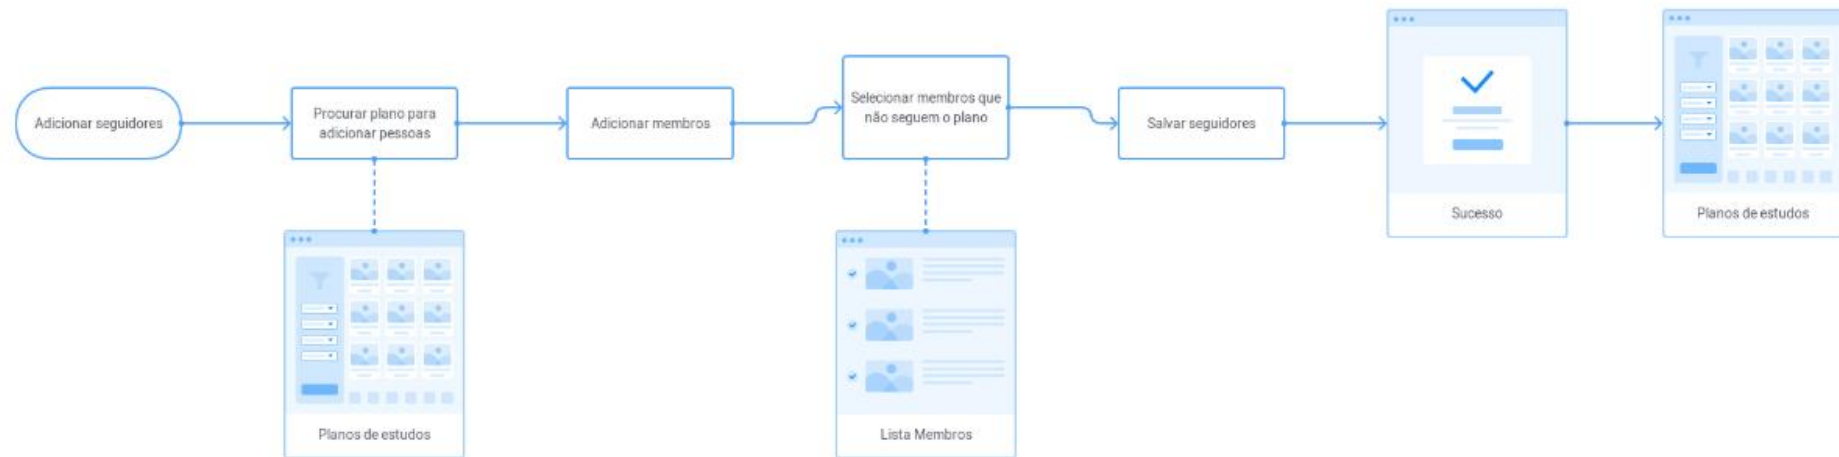 Adicionar seguidores
Procurar plano para
adicionar pessoas
Adicionar membros
Selecionar membros que
não seguem o plano
Salvar seguidores
Sucesso
Planos de estudos
Planos de estudos
Lista Membros